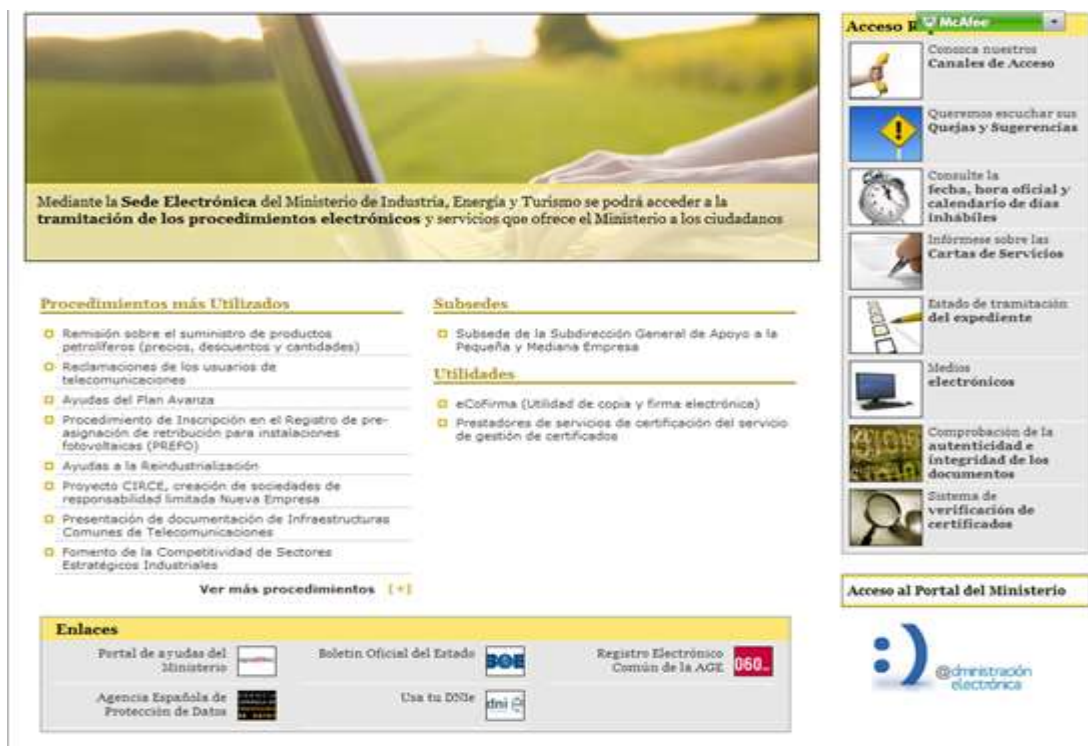 Mediante la Sede Electrónica del Ministerio de Industria, Energía y Turismo se podrá acceder a la
tramitación de los procedimientos electrónicos y servicios que ofrece el Ministerio a los ciudadanos
Procedimientos más Utilizados
Remisión sobre el suministro de productos
petrolíferos (precios, descuentos y cantidades)
Reclamaciones de los usuarios de
telecomunicaciones
Ayudas del Plan Avanza
Procedimiento de Inscripción en el Registro de pre-
asignación de retribución para instalaciones
fotovoltaicas (PREFO)
Ayudas a la Reindustrialización
Proyecto CIRCE, creación de sociedades de
responsabilidad limitada Nueva Empresa
Presentación de documentación de Infraestructuras
Comunes de Telecomunicaciones
Fomento de la Competitividad de Sectores
Estratégicos Industriales
Ver más procedimientos [+]
Subsedes
Subsede de la Subdirección General de Apoyo a la
Pequeña y Mediana Empresa
Utilidades
eCoFirma (Utilidad de copia y firma electrónica)
Prestadores de servicios de certificación del servicio
de gestión de certificados
Enlaces
Portal de ayudas del
Ministerio
Boletín Oficial del Estado
BOE
Registro Electrónico
Común de la AGE
060
Agencia Española de
Protección de Datos
Usa tu DNIe
dni e
Acceso
McAfee
Conozca nuestros
Canales de Acceso
Queremos escuchar sus
Quejas y Sugerencias
Consulte la
fecha, hora oficial y
calendario de días
inhábiles
Infórmese sobre las
Cartas de Servicios
Estado de tramitación
del expediente
Medios
electrónicos
Comprobación de la
autenticidad e
integridad de los
documentos
Sistema de
verificación de
certificados
Acceso al Portal del Ministerio
:)
@dministración
electrónica